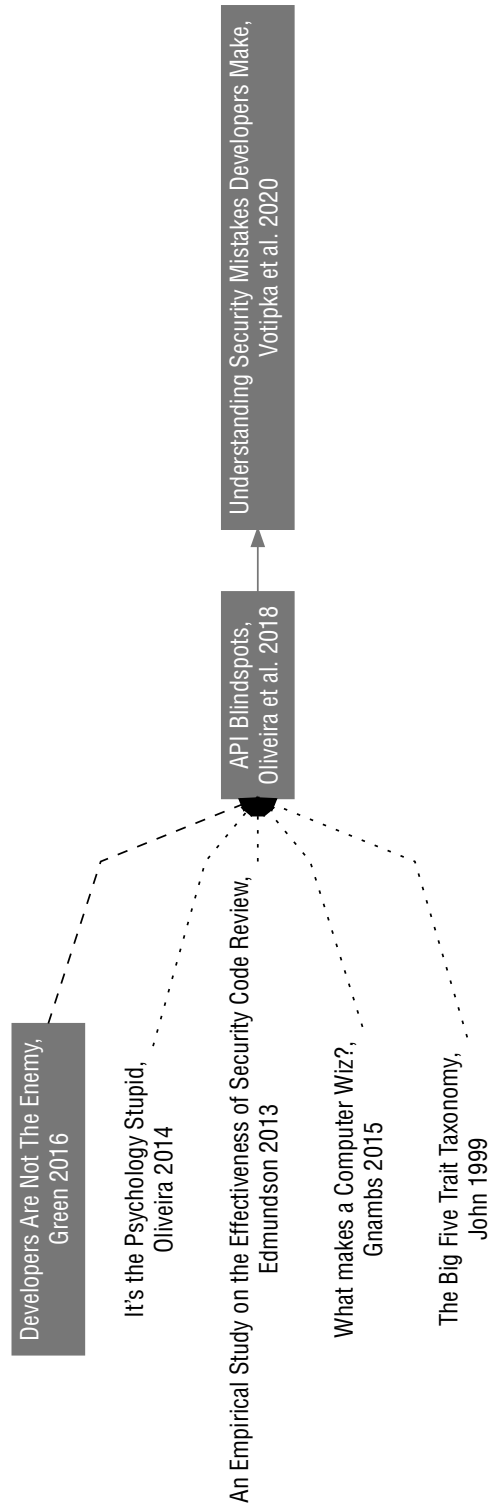 Developers Are Not The Enemy,
Green 2016
It's the Psychology Stupid,
Oliveira 2014
An Empirical Study on the Effectiveness of Security Code Review,
Edmundson 2013
What makes a Computer Wiz?,
Gnambs 2015
The Big Five Trait Taxonomy,
John 1999
API Blindspots,
Oliveira et al. 2018
Understanding Security Mistakes Developers Make,
Votipka et al. 2020